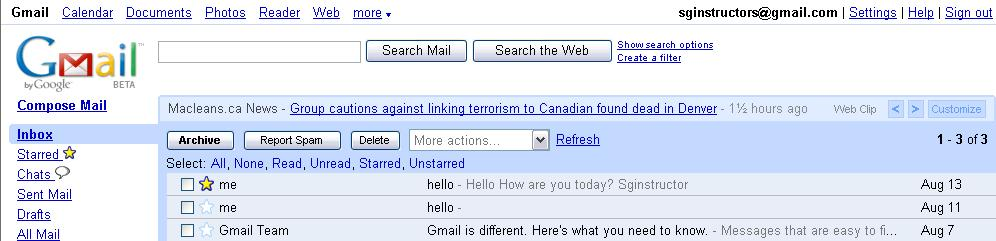 Gmail Calendar Documents Photos Reader Web more sginstructors@gmail.com | Settings | Help | Sign out
Gmail by Google BETA
Search Mail Search the Web Show search options
Create a filter
Compose Mail
Macleans.ca News - Group cautions against linking terrorism to Canadian found dead in Denver - 1½ hours ago Web Clip < > Customize
Inbox
Archive Report Spam Delete More actions... Refresh 1 - 3 of 3
Starred
Select: All, None, Read, Unread, Starred, Unstarred
Chats
me hello - Hello How are you today? Sginstructor Aug 13
Sent Mail
me hello - Aug 11
Drafts
Gmail Team Gmail is different. Here's what you need to know. - Messages that are easy to fi... Aug 7
All Mail